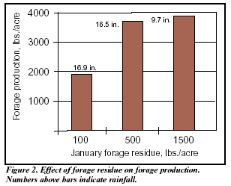 Forage production, lbs./acre
4000
3000
2000
1000
16.9 in.
16.5 in.
9.7 in.
100
500
1500
January forage residue, lbs./acre
Figure 2. Effect of forage residue on forage production.
Numbers above bars indicate rainfall.